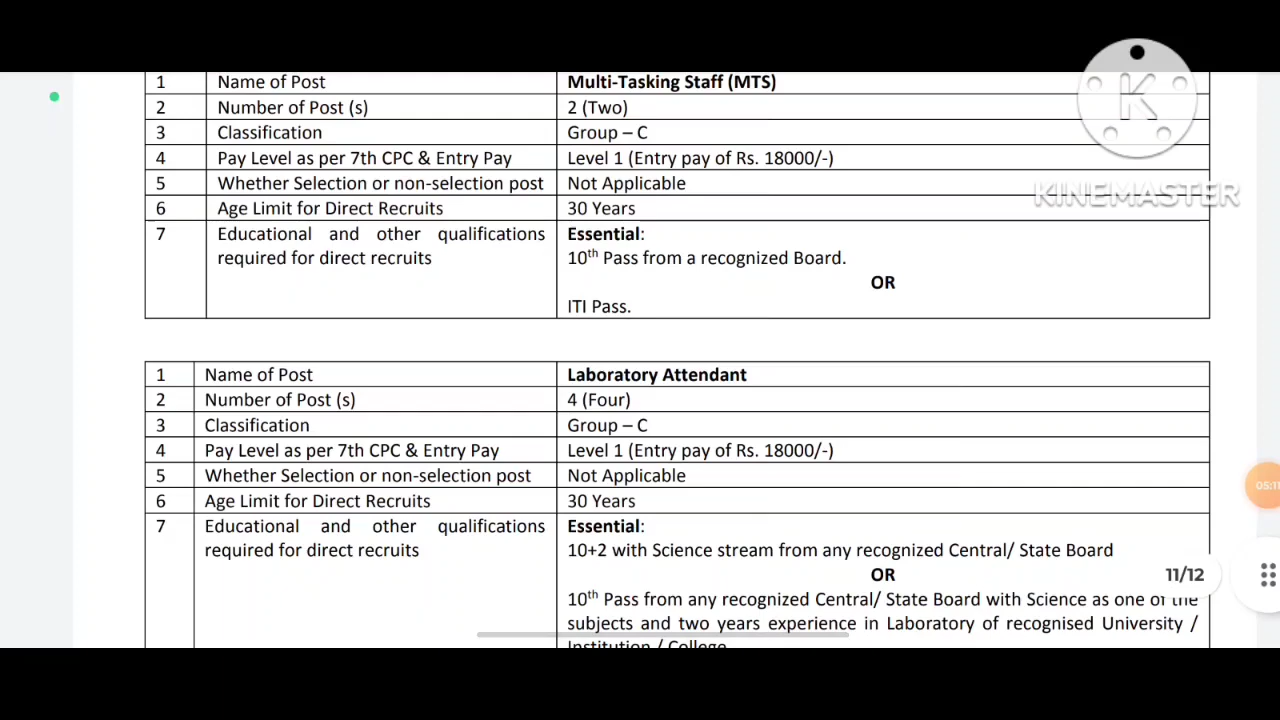 1 Name of Post Multi-Tasking Staff (MTS)
2 Number of Post (s) 2 (Two)
3 Classification Group – C
4 Pay Level as per 7th CPC & Entry Pay Level 1 (Entry pay of Rs. 18000/-)
5 Whether Selection or non-selection post Not Applicable
6 Age Limit for Direct Recruits 30 Years
7 Educational and other qualifications Essential:
required for direct recruits 10th Pass from a recognized Board.
OR
ITI Pass.
K
KINEMASTER
1 Name of Post Laboratory Attendant
2 Number of Post (s) 4 (Four)
3 Classification Group – C
4 Pay Level as per 7th CPC & Entry Pay Level 1 (Entry pay of Rs. 18000/-)
5 Whether Selection or non-selection post Not Applicable
6 Age Limit for Direct Recruits 30 Years
7 Educational and other qualifications Essential:
required for direct recruits 10+2 with Science stream from any recognized Central/ State Board
OR
10th Pass from any recognized Central/ State Board with Science as one of the
subjects and two years experience in Laboratory of recognised University /
Institution / College
05:11
11/12